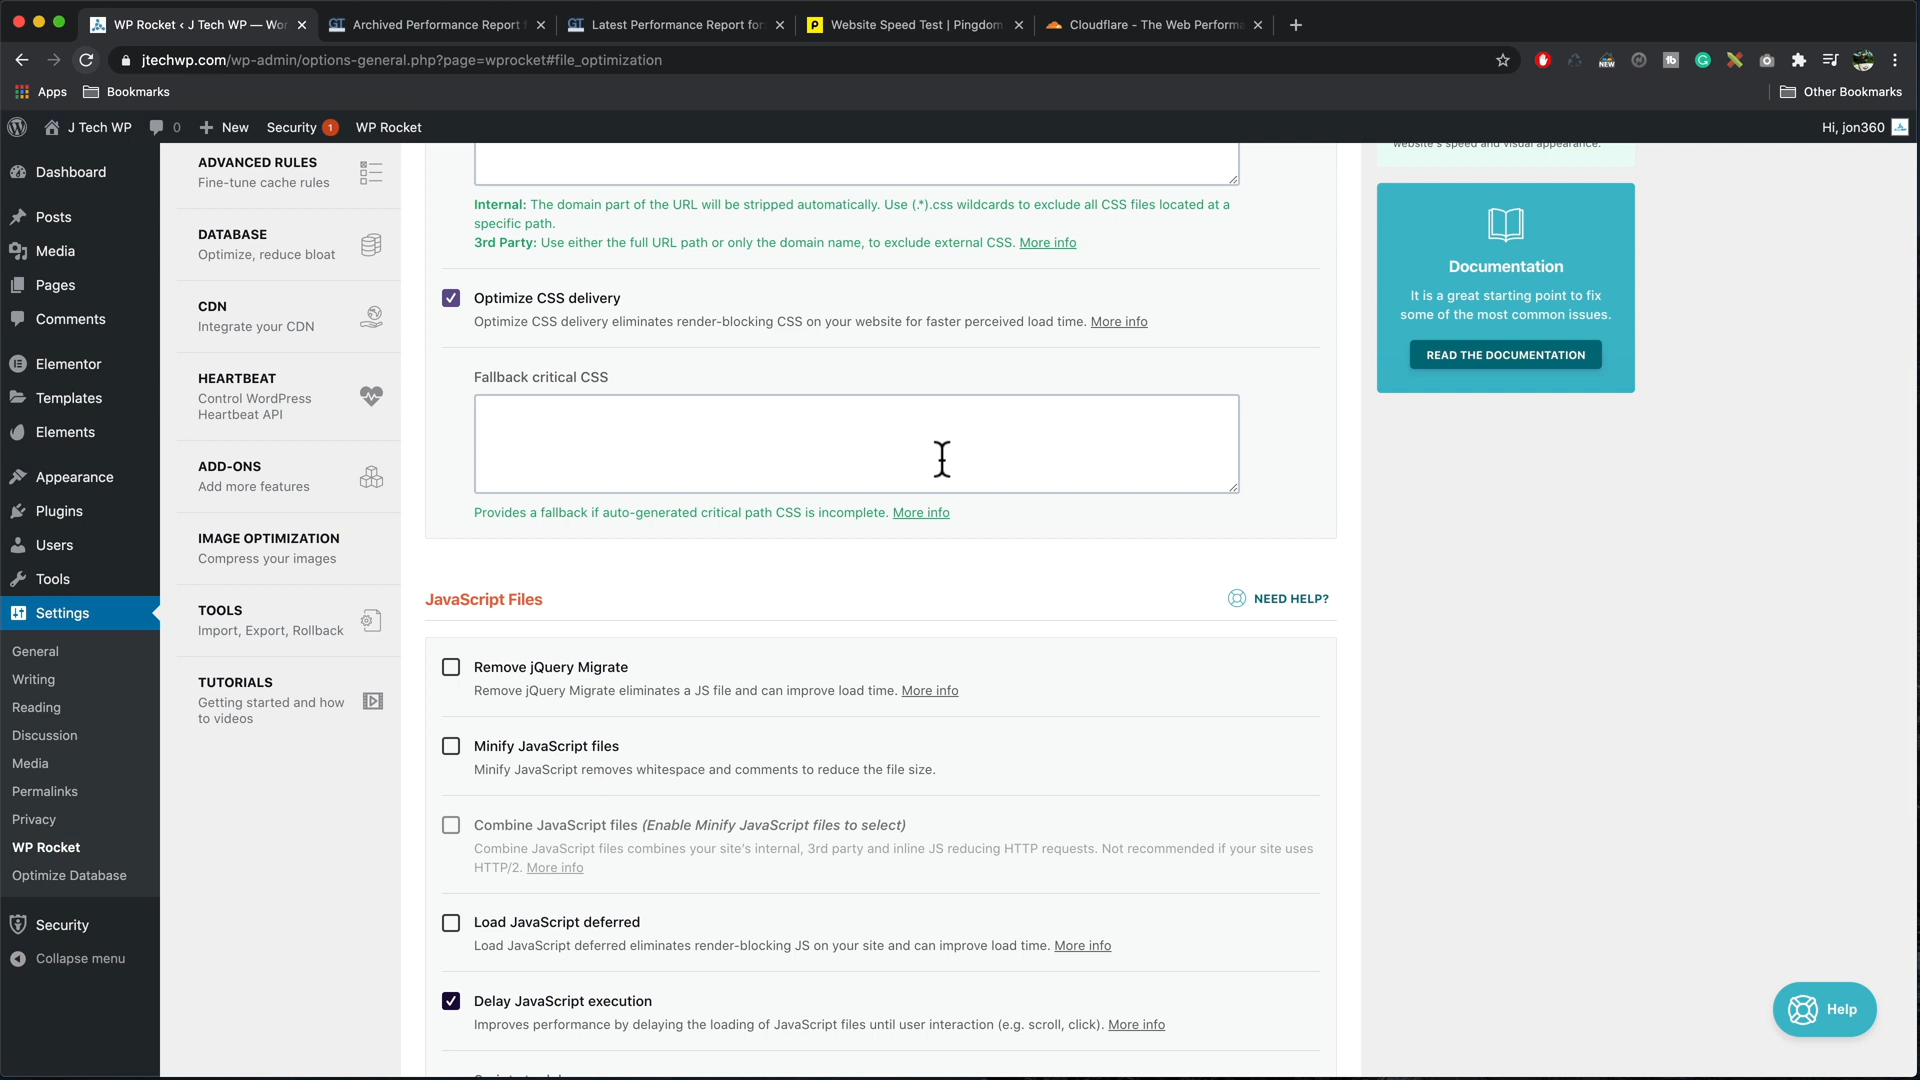 WP Rocket ‹ J Tech WP — Wor
Archived Performance Report f
Latest Performance Report for
Website Speed Test | Pingdom
Cloudflare - The Web Performa
jtechwp.com/wp-admin/options-general.php?page=wprocket#file_optimization
Apps
Bookmarks
Other Bookmarks
J Tech WP
0
New
Security 1
WP Rocket
Hi, jon360
Dashboard
Posts
Media
Pages
Comments
Elementor
Templates
Elements
Appearance
Plugins
Users
Tools
Settings
General
Writing
Reading
Discussion
Media
Permalinks
Privacy
WP Rocket
Optimize Database
Security
Collapse menu
ADVANCED RULES
Fine-tune cache rules
DATABASE
Optimize, reduce bloat
CDN
Integrate your CDN
HEARTBEAT
Control WordPress
Heartbeat API
ADD-ONS
Add more features
IMAGE OPTIMIZATION
Compress your images
TOOLS
Import, Export, Rollback
TUTORIALS
Getting started and how
to videos
Internal: The domain part of the URL will be stripped automatically. Use (.*).css wildcards to exclude all CSS files located at a
specific path.
3rd Party: Use either the full URL path or only the domain name, to exclude external CSS. More info
Optimize CSS delivery
Optimize CSS delivery eliminates render-blocking CSS on your website for faster perceived load time. More info
Fallback critical CSS
Provides a fallback if auto-generated critical path CSS is incomplete. More info
JavaScript Files
NEED HELP?
Remove jQuery Migrate
Remove jQuery Migrate eliminates a JS file and can improve load time. More info
Minify JavaScript files
Minify JavaScript removes whitespace and comments to reduce the file size.
Combine JavaScript files (Enable Minify JavaScript files to select)
Combine JavaScript files combines your site's internal, 3rd party and inline JS reducing HTTP requests. Not recommended if your site uses
HTTP/2. More info
Load JavaScript deferred
Load JavaScript deferred eliminates render-blocking JS on your site and can improve load time. More info
Delay JavaScript execution
Improves performance by delaying the loading of JavaScript files until user interaction (e.g. scroll, click). More info
website's speed and visual appearance.
Documentation
It is a great starting point to fix
some of the most common issues.
READ THE DOCUMENTATION
Help